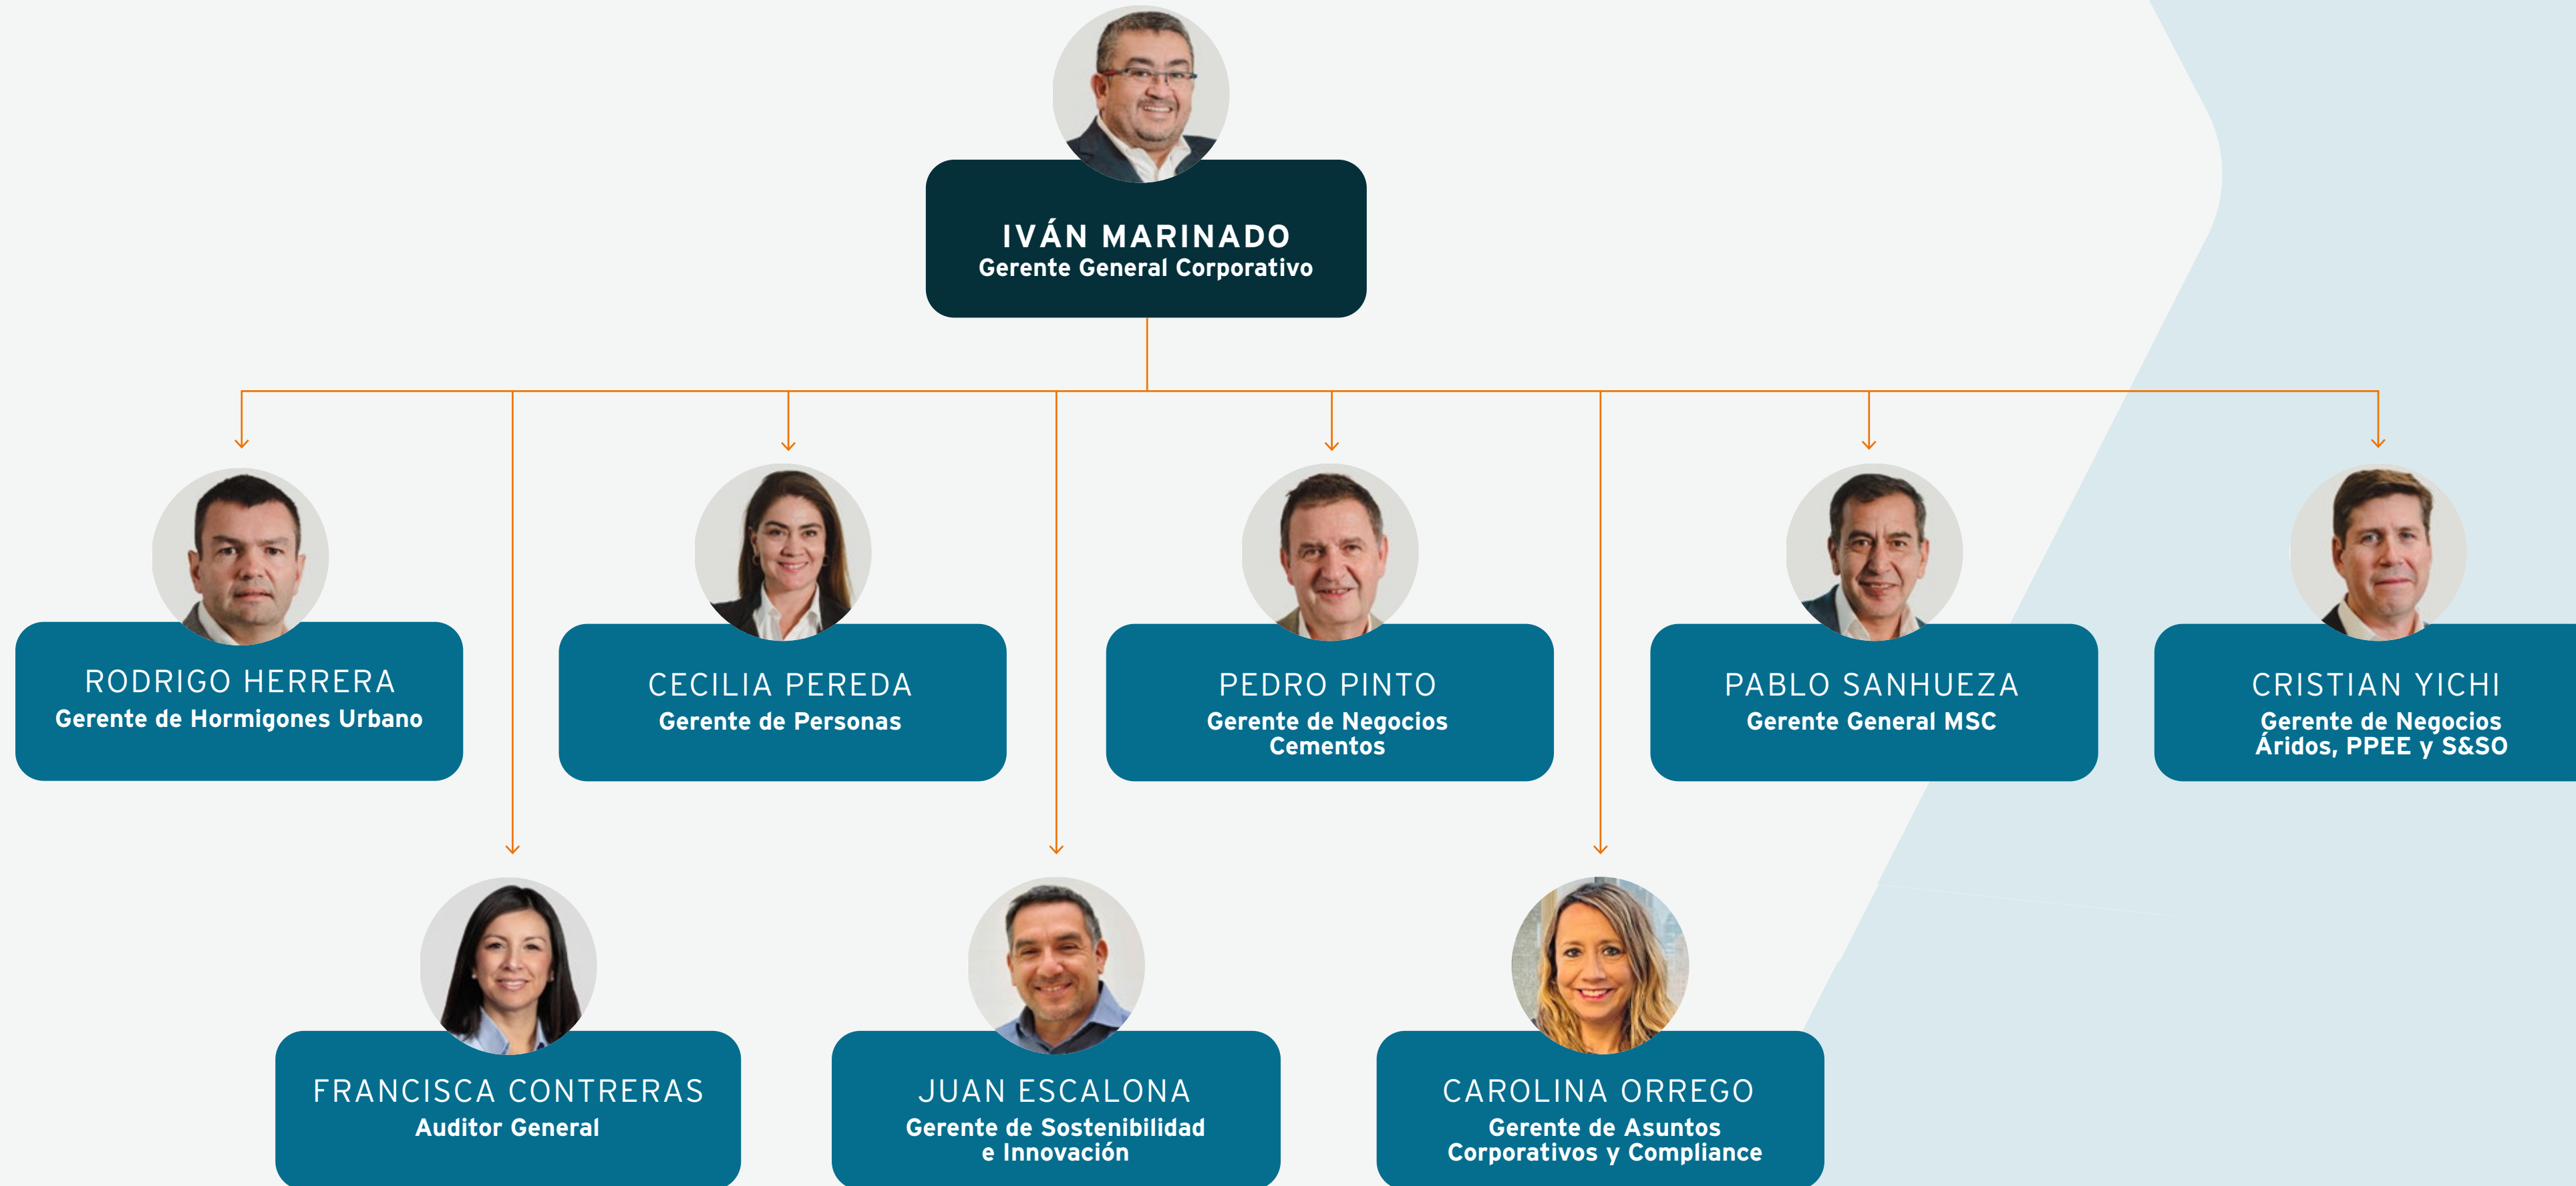 IVÁN MARINADO
Gerente General Corporativo
RODRIGO HERRERA
Gerente de Hormigones Urbano
CECILIA PEREDA
Gerente de Personas
PEDRO PINTO
Gerente de Negocios
Cementos
PABLO SANHUEZA
Gerente General MSC
CRISTIAN YICHI
Gerente de Negocios
Áridos, PPEE y S&SO
FRANCISCA CONTRERAS
Auditor General
JUAN ESCALONA
Gerente de Sostenibilidad
e Innovación
CAROLINA ORREGO
Gerente de Asuntos
Corporativos y Compliance